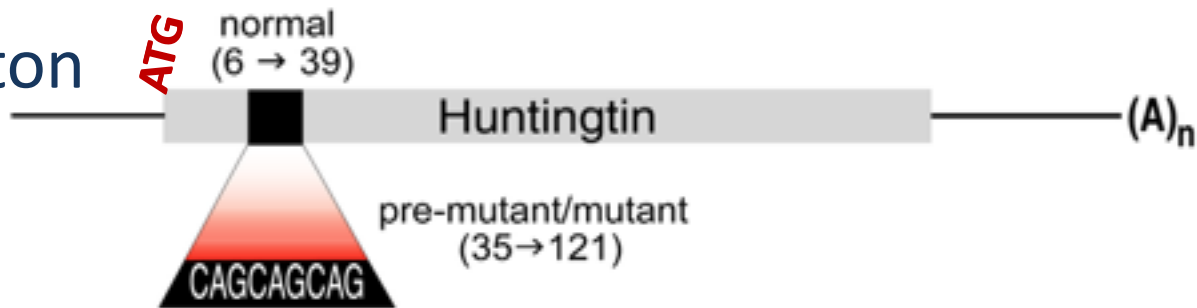 ton
ATG
normal
(6 → 39)
Huntingtin
(A)n
pre-mutant/mutant
(35→121)
CAGCAGCAG